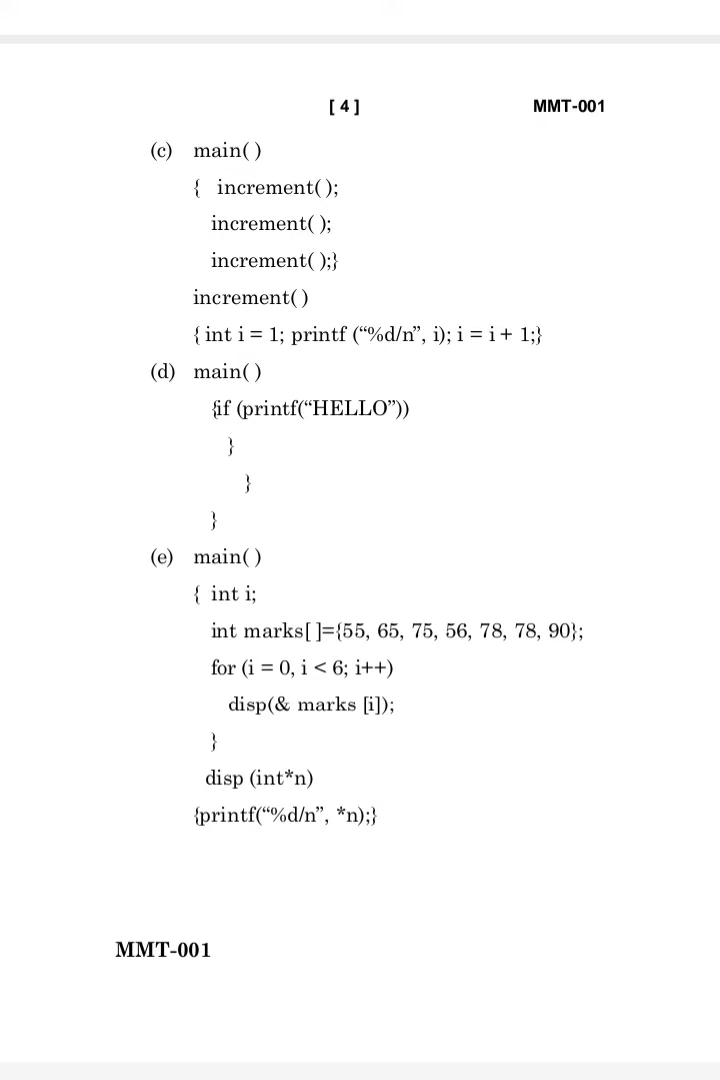 [ 4 ] MMT-001
(c) main( )
{ increment( );
increment( );
increment( );}
increment( )
{ int i = 1; printf (“%d/n”, i); i = i + 1;}
(d) main( )
{if (printf(“HELLO”))
}
}
}
(e) main( )
{ int i;
int marks[ ]={55, 65, 75, 56, 78, 78, 90};
for (i = 0, i < 6; i++)
disp(& marks [i]);
}
disp (int*n)
{printf(“%d/n”, *n);}
MMT-001